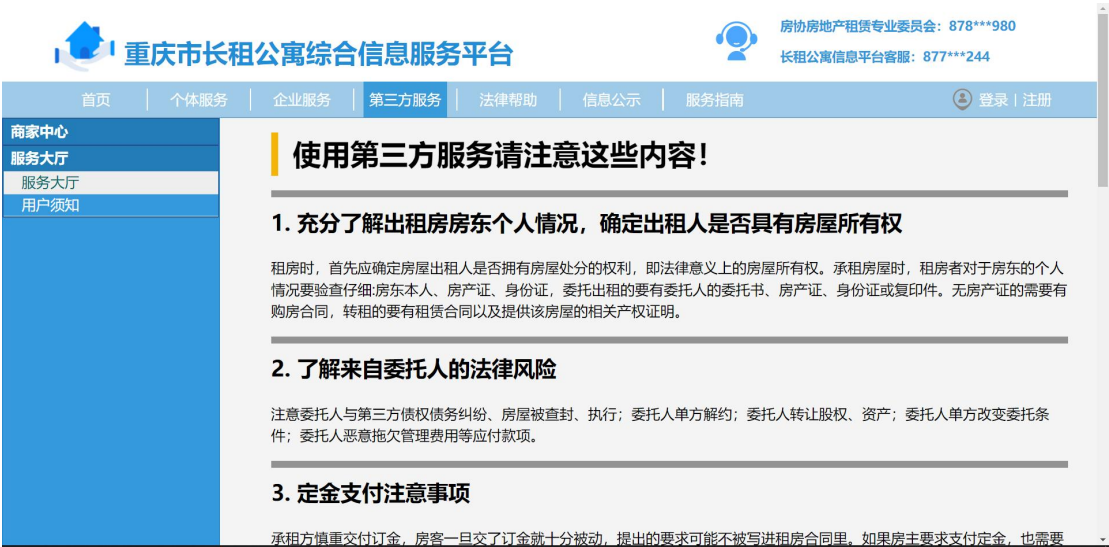 重庆市长租公寓综合信息服务平台
房协房地产租赁专业委员会：878***980
长租公寓信息平台客服：877***244
首页 个体服务 企业服务 第三方服务 法律帮助 信息公示 服务指南 登录 | 注册
商家中心
服务大厅
服务大厅
用户须知
使用第三方服务请注意这些内容！
1. 充分了解出租房房东个人情况，确定出租人是否具有房屋所有权
租房时，首先应确定房屋出租人是否拥有房屋处分的权利，即法律意义上的房屋所有权。承租房屋时，租房者对于房东的个人
情况要验查仔细:房东本人、房产证、身份证，委托出租的要有委托人的委托书、房产证、身份证或复印件。无房产证的需要有
购房合同，转租的要有租赁合同以及提供该房屋的相关产权证明。
2. 了解来自委托人的法律风险
注意委托人与第三方债权债务纠纷、房屋被查封、执行；委托人单方解约；委托人转让股权、资产；委托人单方改变委托条
件；委托人恶意拖欠管理费用等应付款项。
3. 定金支付注意事项
承租方慎重交付订金，房客一旦交了订金就十分被动，提出的要求可能不被写进租房合同里。如果房主要求支付定金，也需要